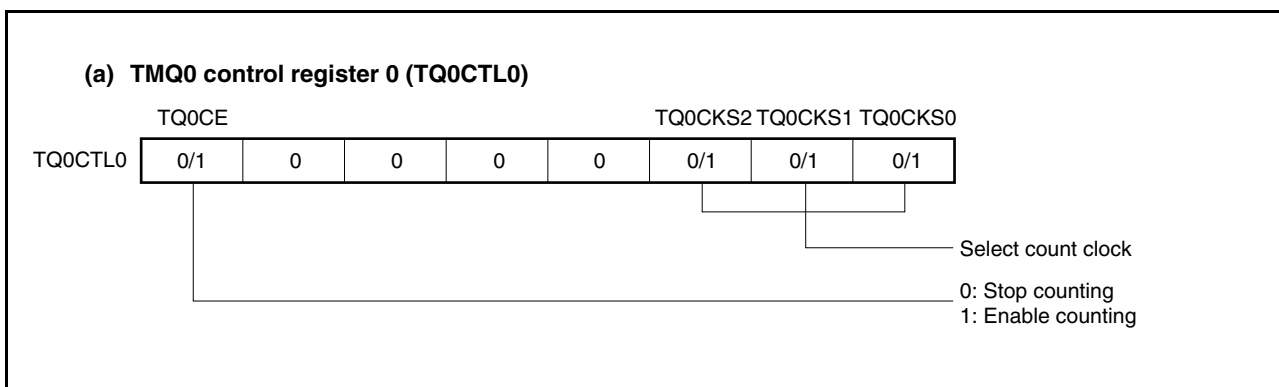 (a) TMQ0 control register 0 (TQ0CTL0)
TQ0CE TQ0CKS2 TQ0CKS1 TQ0CKS0
TQ0CTL0 0/1 0 0 0 0 0/1 0/1 0/1
Select count clock
0: Stop counting
1: Enable counting